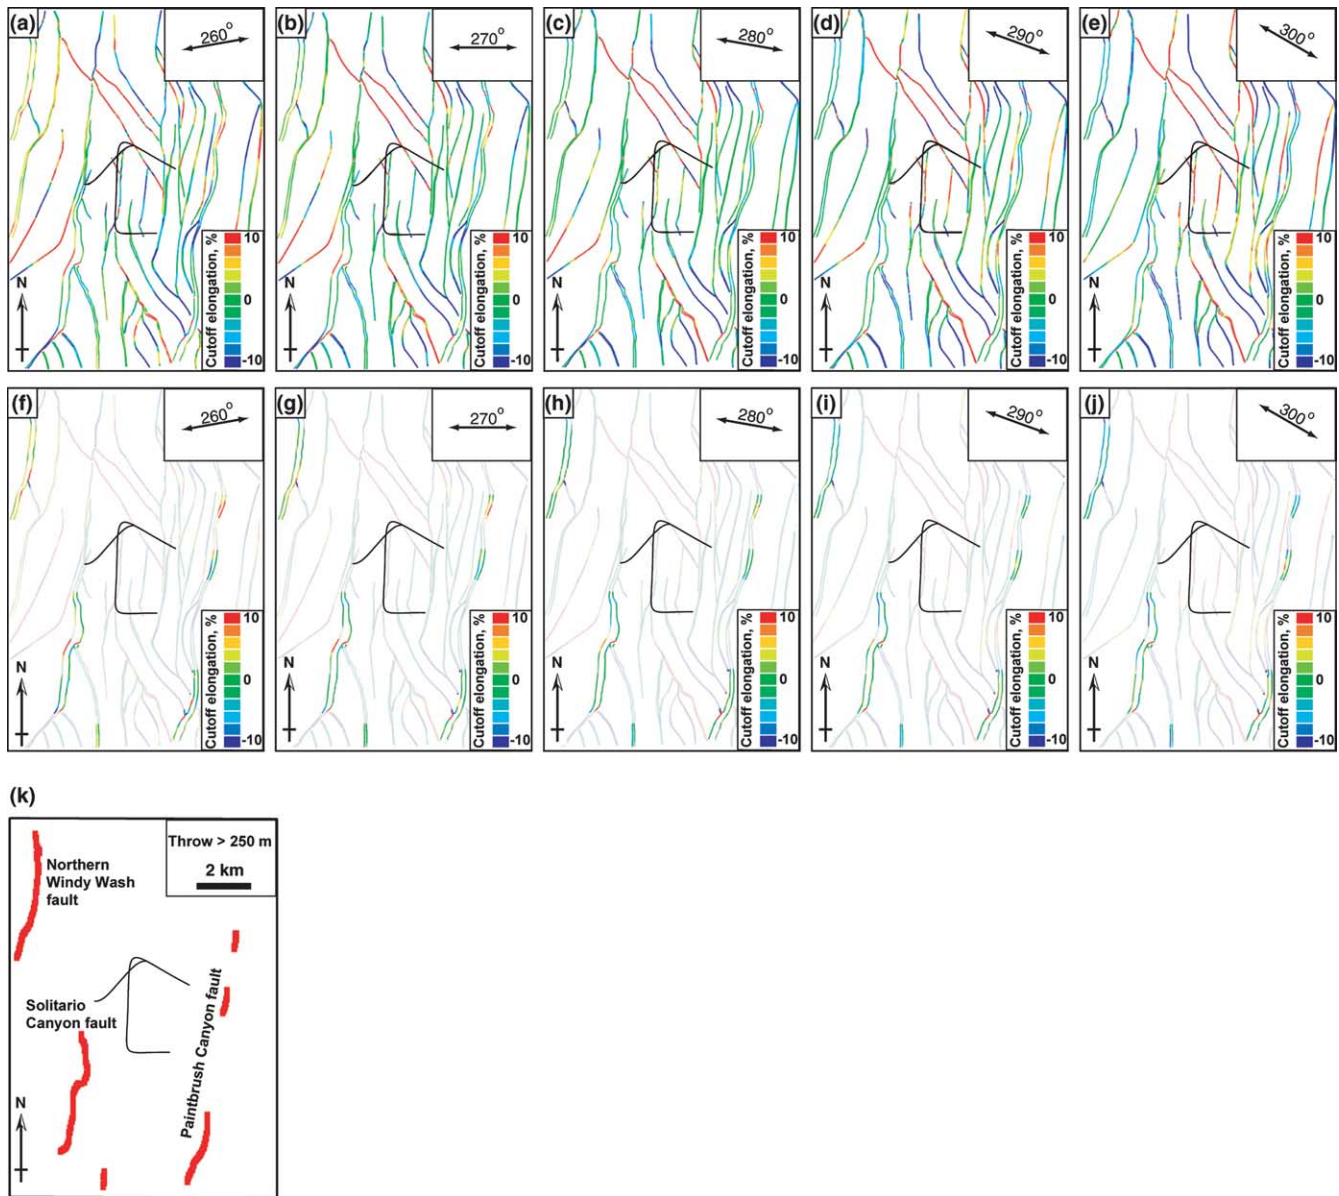 (a)
260°
N
Cutoff elongation, %
10
0
-10
(b)
270°
N
Cutoff elongation, %
10
0
-10
(c)
280°
N
Cutoff elongation, %
10
0
-10
(d)
290°
N
Cutoff elongation, %
10
0
-10
(e)
300°
N
Cutoff elongation, %
10
0
-10
(f)
260°
N
Cutoff elongation, %
10
0
-10
(g)
270°
N
Cutoff elongation, %
10
0
-10
(h)
280°
N
Cutoff elongation, %
10
0
-10
(i)
290°
N
Cutoff elongation, %
10
0
-10
(j)
300°
N
Cutoff elongation, %
10
0
-10
(k)
Throw > 250 m
2 km
Northern
Windy Wash
fault
Solitario
Canyon fault
Paintbrush Canyon fault
N